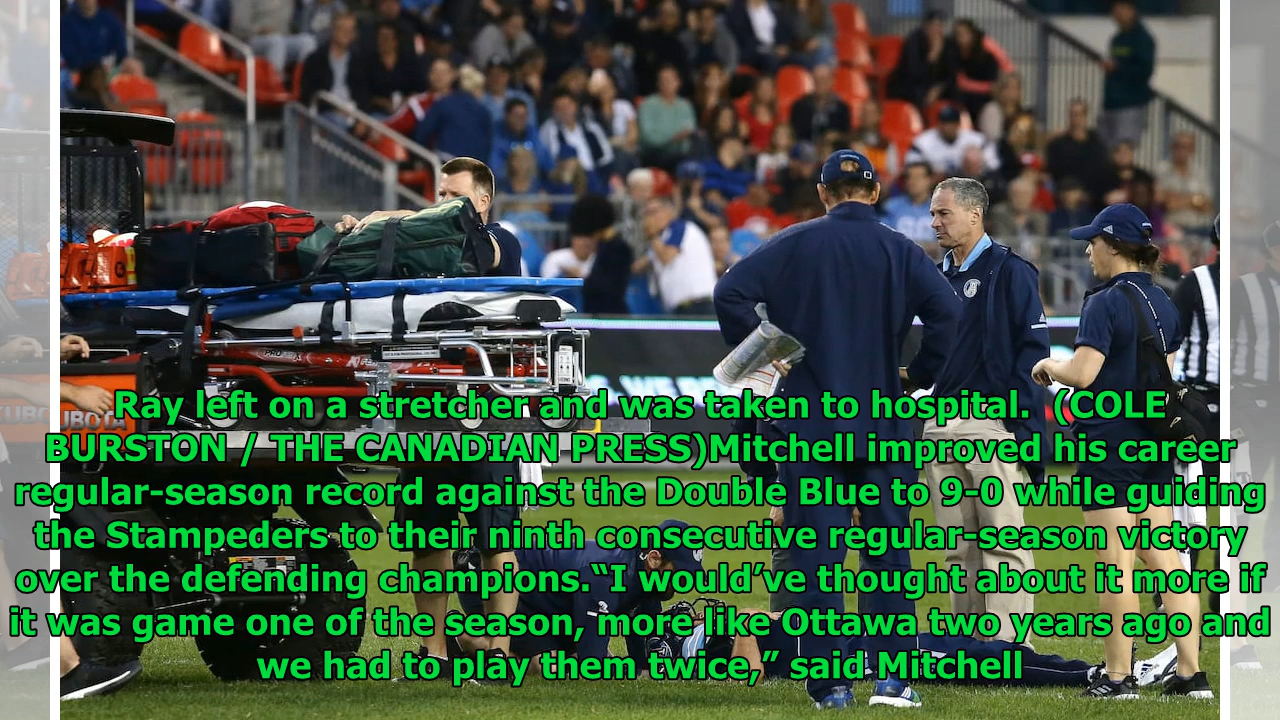 Ray left on a stretcher and was taken to hospital.  (COLE
BURSTON / THE CANADIAN PRESS)Mitchell improved his career
regular-season record against the Double Blue to 9-0 while guiding
the Stampeders to their ninth consecutive regular-season victory
over the defending champions.“I would’ve thought about it more if
it was game one of the season, more like Ottawa two years ago and
we had to play them twice,” said Mitchell
KUBOTA